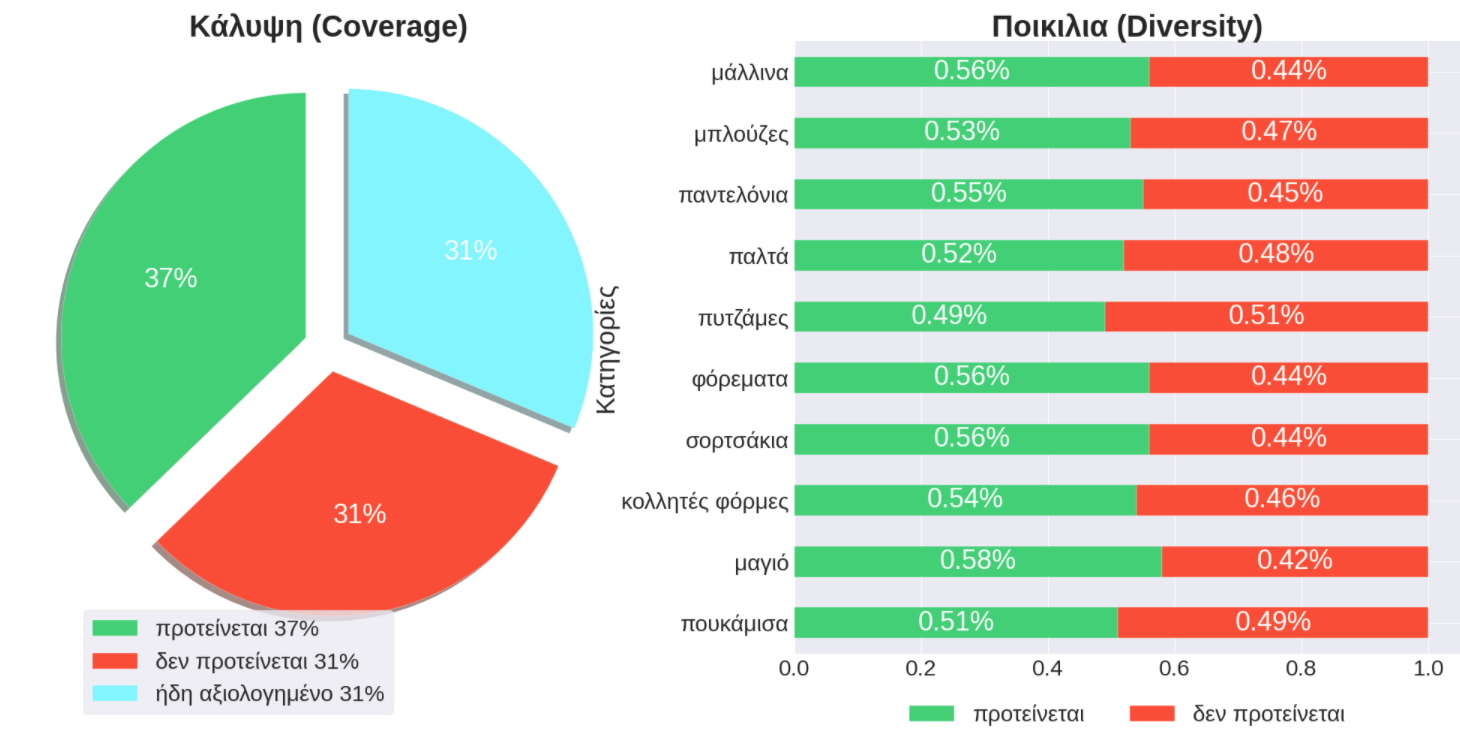 Κάλυψη (Coverage)
37%
31%
31%
προτείνεται 37%
δεν προτείνεται 31%
ήδη αξιολογημένο 31%
Ποικιλια (Diversity)
Κατηγορίες
μάλλινα 0.56% 0.44%
μπλούζες 0.53% 0.47%
παντελόνια 0.55% 0.45%
παλτά 0.52% 0.48%
πυτζάμες 0.49% 0.51%
φόρεματα 0.56% 0.44%
σορτσάκια 0.56% 0.44%
κολλητές φόρμες 0.54% 0.46%
μαγιό 0.58% 0.42%
πουκάμισα 0.51% 0.49%
0.0 0.2 0.4 0.6 0.8 1.0
προτείνεται δεν προτείνεται